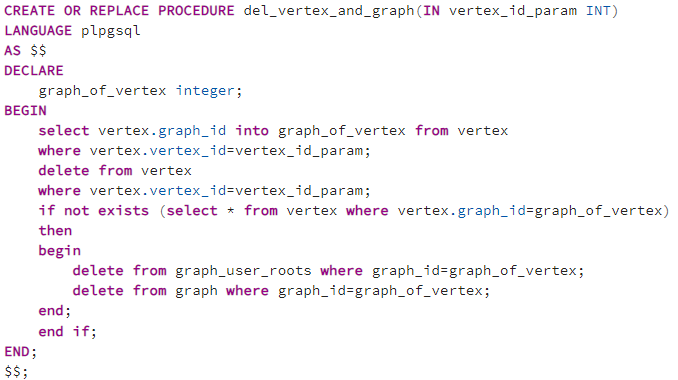 CREATE OR REPLACE PROCEDURE del_vertex_and_graph(IN vertex_id_param INT)
LANGUAGE plpgsql
AS $$
DECLARE
    graph_of_vertex integer;
BEGIN
    select vertex.graph_id into graph_of_vertex from vertex
    where vertex.vertex_id=vertex_id_param;
    delete from vertex
    where vertex.vertex_id=vertex_id_param;
    if not exists (select * from vertex where vertex.graph_id=graph_of_vertex)
    then
    begin
        delete from graph_user_roots where graph_id=graph_of_vertex;
        delete from graph where graph_id=graph_of_vertex;
    end;
    end if;
END;
$$;